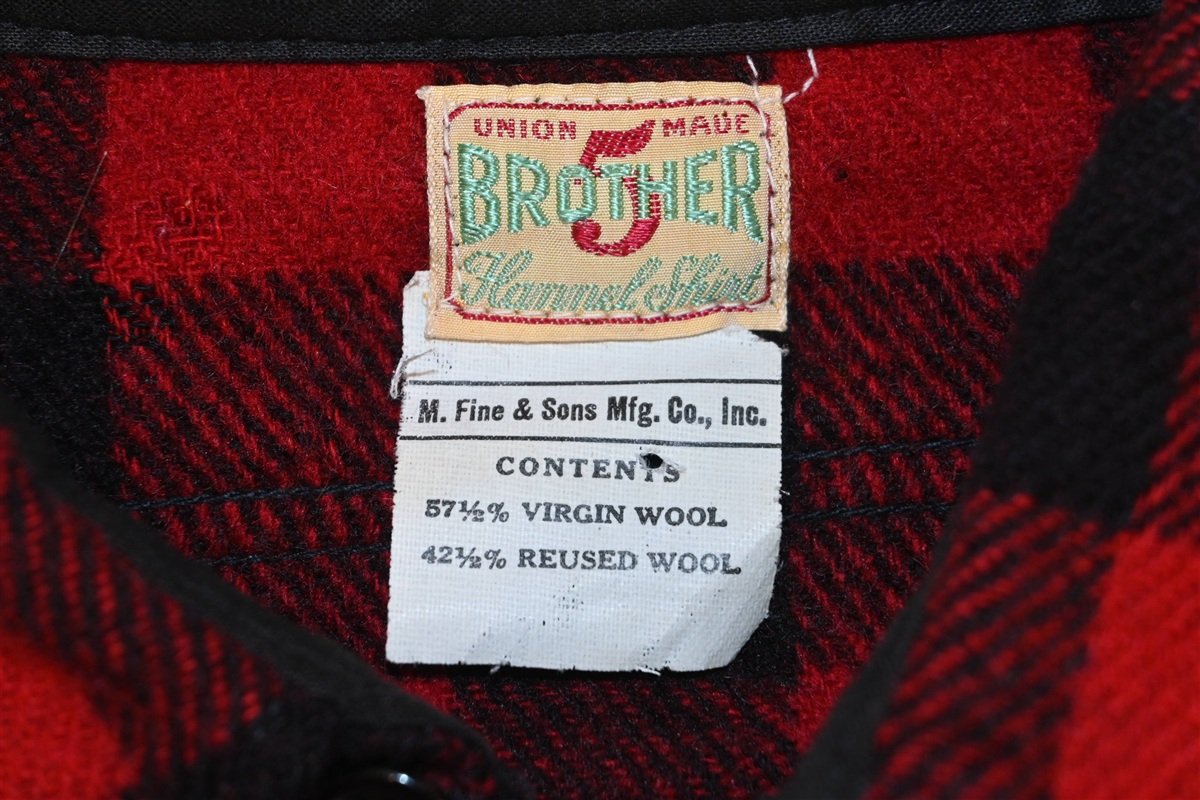 UNION MADE
5 BROTHER
Flannel Shirt
M. Fine & Sons Mfg. Co., Inc.
CONTENTS
57½% VIRGIN WOOL
42½% REUSED WOOL